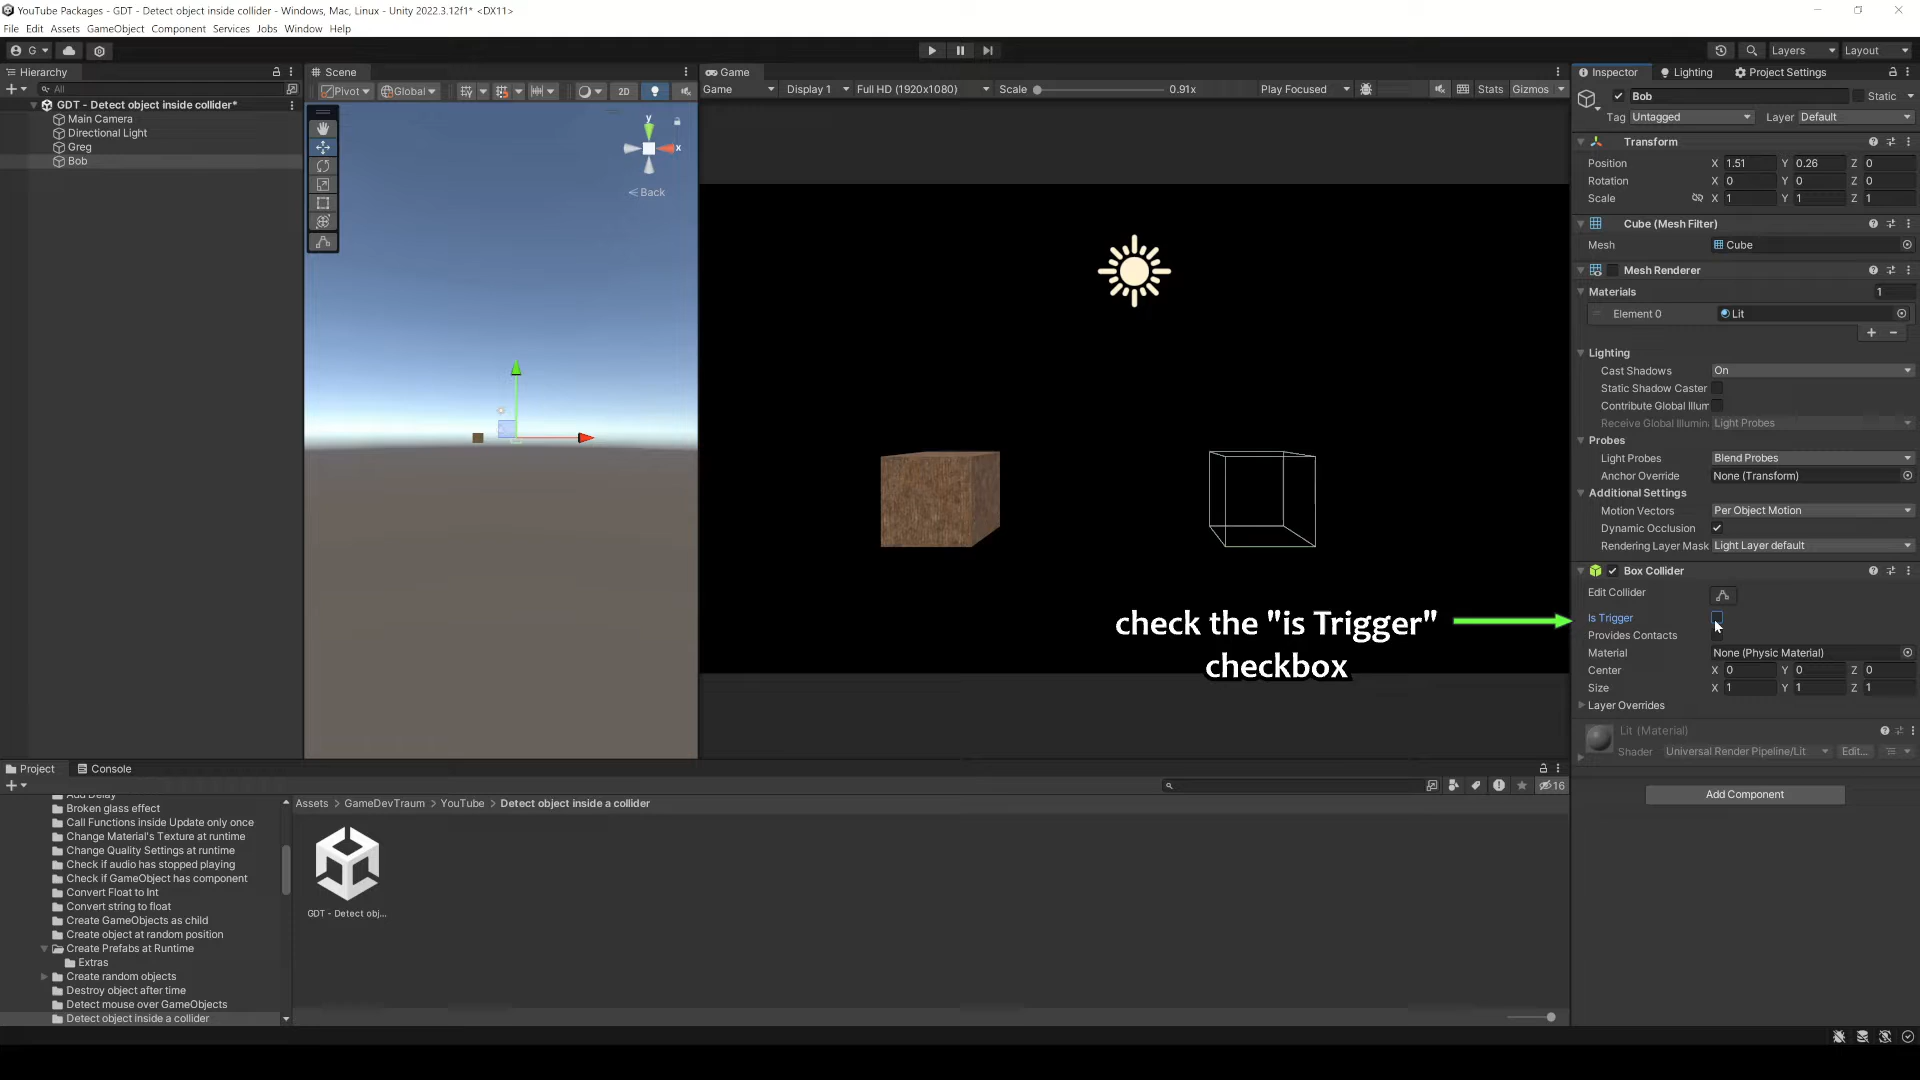 YouTube Packages - GDT - Detect object inside collider - Windows, Mac, Linux - Unity 2022.3.12f1* <DX11>
File Edit Assets GameObject Component Services Jobs Window Help
G Layers Layout
Hierarchy
All
GDT - Detect object inside collider*
Main Camera
Directional Light
Greg
Bob
Scene
Pivot Global 2D
y
x
Back
Game
Game Display 1 Full HD (1920x1080) Scale 0.91x Play Focused Stats Gizmos
check the "is Trigger"
checkbox
Inspector Lighting Project Settings
Bob Static
Tag Untagged Layer Default
Transform
Position X 1.51 Y 0.26 Z 0
Rotation X 0 Y 0 Z 0
Scale X 1 Y 1 Z 1
Cube (Mesh Filter)
Mesh Cube
Mesh Renderer
Materials 1
Element 0 Lit
Lighting
Cast Shadows On
Static Shadow Caster
Contribute Global Illum
Receive Global Illumin Light Probes
Probes
Light Probes Blend Probes
Anchor Override None (Transform)
Additional Settings
Motion Vectors Per Object Motion
Dynamic Occlusion
Rendering Layer Mask Light Layer default
Box Collider
Edit Collider
Is Trigger
Provides Contacts
Material None (Physic Material)
Center X 0 Y 0 Z 0
Size X 1 Y 1 Z 1
Layer Overrides
Lit (Material)
Shader Universal Render Pipeline/Lit Edit...
Add Component
Project Console
16
Add Delay
Broken glass effect
Call Functions inside Update only once
Change Material's Texture at runtime
Change Quality Settings at runtime
Check if audio has stopped playing
Check if GameObject has component
Convert Float to Int
Convert string to float
Create GameObjects as child
Create object at random position
Create Prefabs at Runtime
Extras
Create random objects
Destroy object after time
Detect mouse over GameObjects
Detect object inside a collider
Assets > GameDevTraum > YouTube > Detect object inside a collider
GDT - Detect obj...